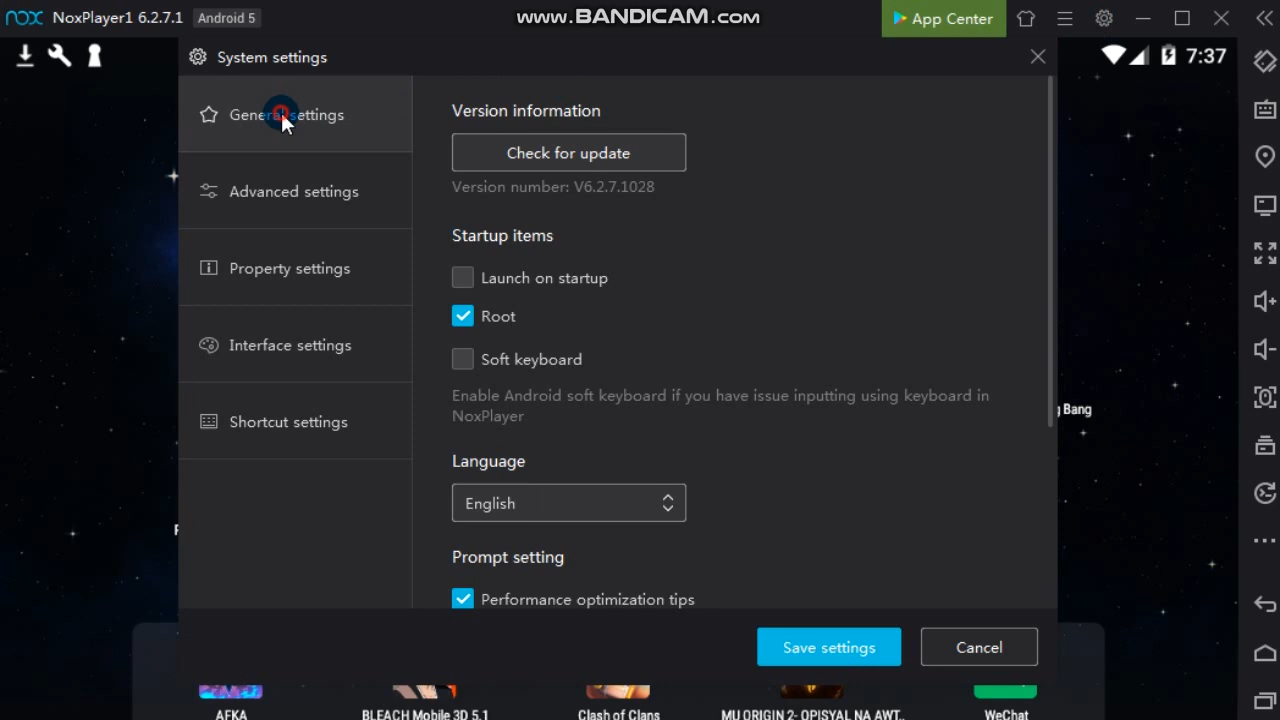 nox NoxPlayer1 6.2.7.1 Android 5 www.BANDICAM.com App Center
System settings 7:37
General settings
Advanced settings
Property settings
Interface settings
Shortcut settings
Version information
Check for update
Version number: V6.2.7.1028
Startup items
Launch on startup
Root
Soft keyboard
Enable Android soft keyboard if you have issue inputting using keyboard in
NoxPlayer
Language
English
Prompt setting
Performance optimization tips
Save settings Cancel
g Bang
AFKA BLEACH Mobile 3D 5.1 Clash of Clans MU ORIGIN 2- OPISYAL NA AWT.. WeChat